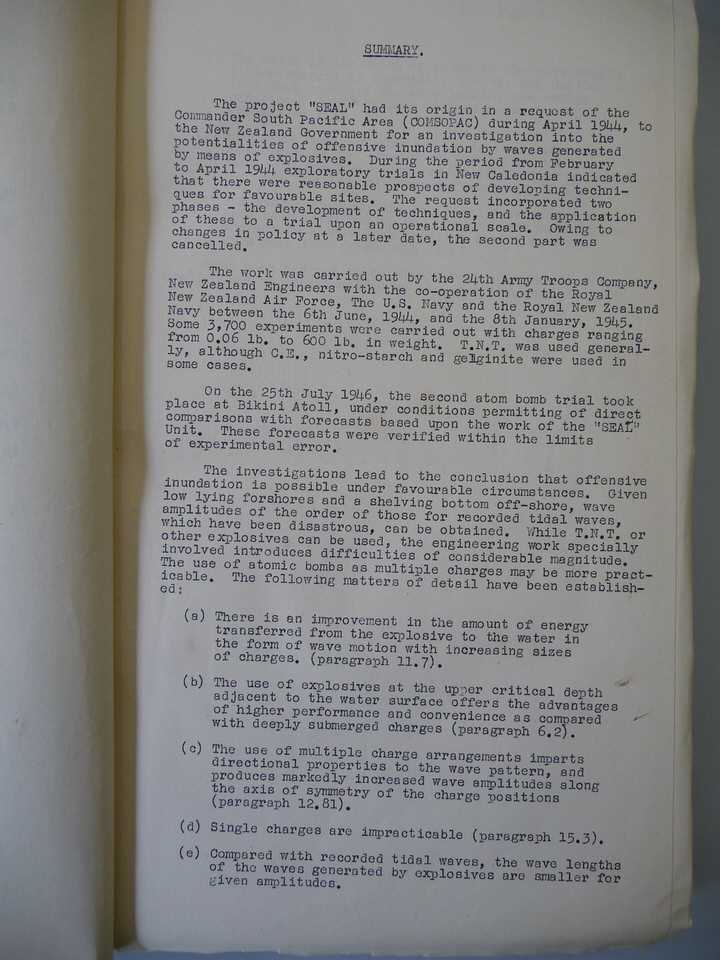 SUMMARY.
The project "SEAL" had its origin in a request of the
Commander South Pacific Area (COMSOPAC) during April 1944, to
the New Zealand Government for an investigation into the
potentialities of offensive inundation by waves generated
by means of explosives. During the period from February
to April 1944 exploratory trials in New Caledonia indicated
that there were reasonable prospects of developing techni-
ques for favourable sites. The request incorporated two
phases - the development of techniques, and the application
of these to a trial upon an operational scale. Owing to
changes in policy at a later date, the second part was
cancelled.
The work was carried out by the 24th Army Troops Company,
New Zealand Engineers with the co-operation of the Royal
New Zealand Air Force, The U.S. Navy and the Royal New Zealand
Navy between the 6th June, 1944, and the 8th January, 1945.
Some 3,700 experiments were carried out with charges ranging
from 0.06 lb. to 600 lb. in weight. T.N.T. was used general-
ly, although C.E., nitro-starch and gelignite were used in
some cases.
On the 25th July 1946, the second atom bomb trial took
place at Bikini Atoll, under conditions permitting of direct
comparisons with forecasts based upon the work of the "SEAL"
Unit. These forecasts were verified within the limits
of experimental error.
The investigations lead to the conclusion that offensive
inundation is possible under favourable circumstances. Given
low lying forshores and a shelving bottom off-shore, wave
amplitudes of the order of those for recorded tidal waves,
which have been disastrous, can be obtained. While T.N.T. or
other explosives can be used, the engineering work specially
involved introduces difficulties of considerable magnitude.
The use of atomic bombs as multiple charges may be more pract-
icable. The following matters of detail have been establish-
ed:
(a) There is an improvement in the amount of energy
transferred from the explosive to the water in
the form of wave motion with increasing sizes
of charges. (paragraph 11.7).
(b) The use of explosives at the upper critical depth
adjacent to the water surface offers the advantages
of higher performance and convenience as compared
with deeply submerged charges (paragraph 6.2).
(c) The use of multiple charge arrangements imparts
directional properties to the wave pattern, and
produces markedly increased wave amplitudes along
the axis of symmetry of the charge positions
(paragraph 12.81).
(d) Single charges are impracticable (paragraph 15.3).
(e) Compared with recorded tidal waves, the wave lengths
of the waves generated by explosives are smaller for
given amplitudes.